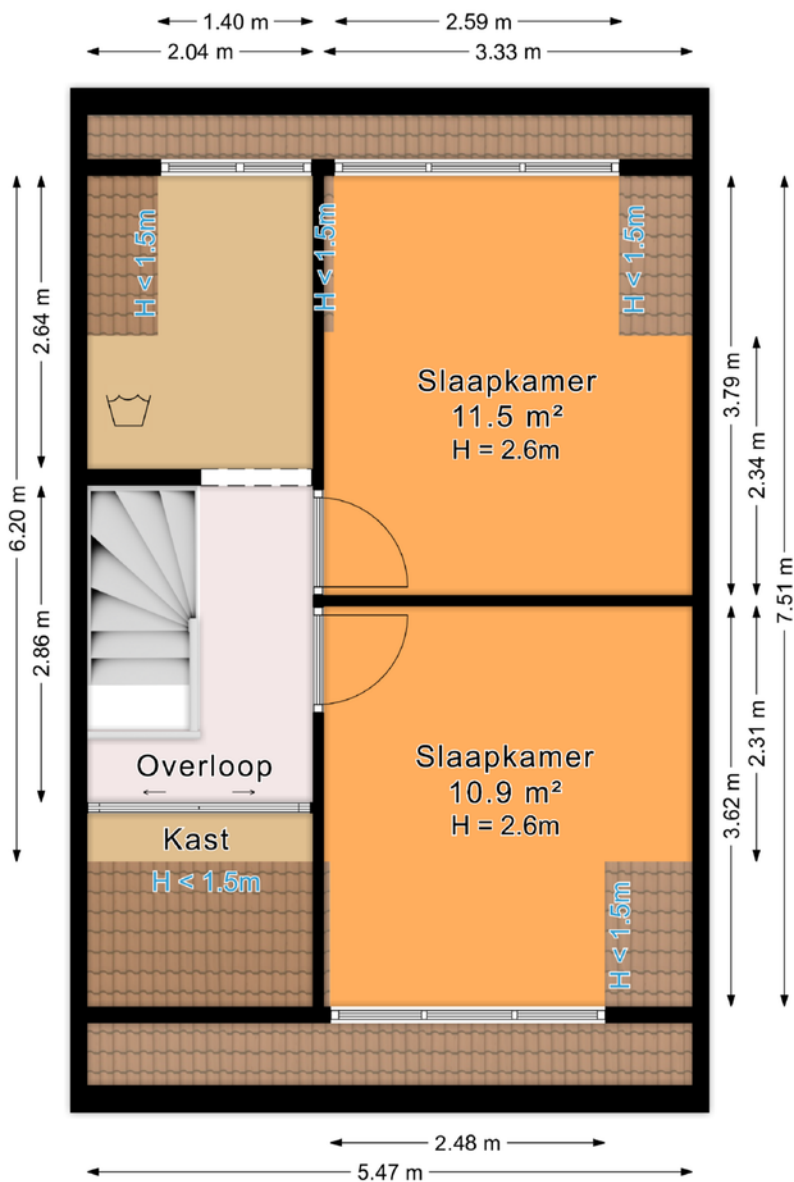 1.40 m
2.59 m
2.04 m
3.33 m
H < 1.5m
H < 1.5m
H < 1.5m
2.64 m
3.79 m
Slaapkamer
11.5 m²
H = 2.6m
2.34 m
6.20 m
7.51 m
2.86 m
2.31 m
Overloop
Slaapkamer
10.9 m²
H = 2.6m
3.62 m
Kast
H < 1.5m
H < 1.5m
2.48 m
5.47 m